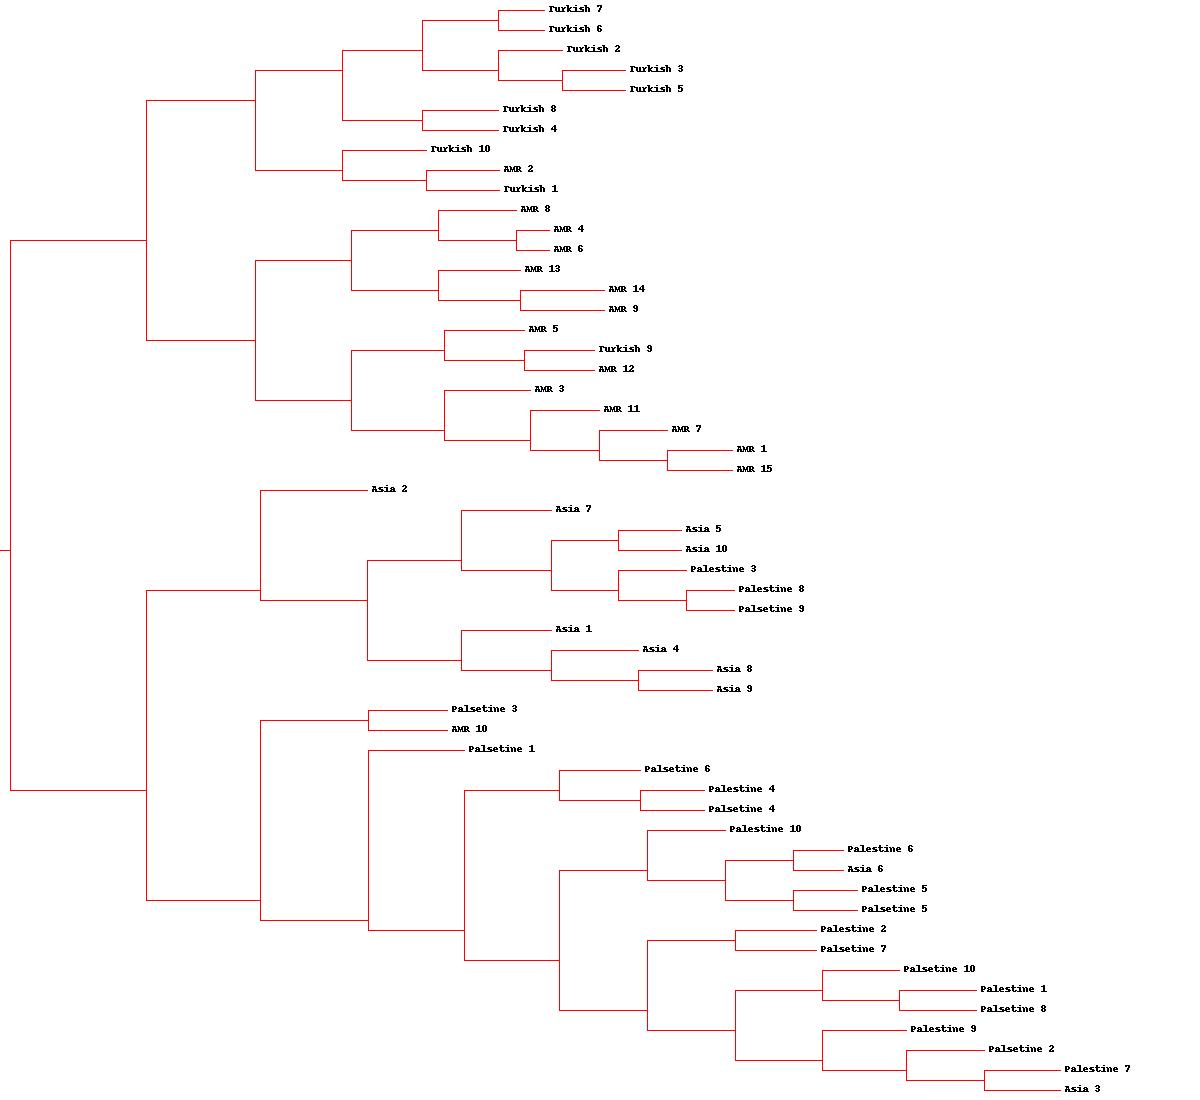 Turkish 7
Turkish 6
Turkish 2
Turkish 3
Turkish 5
Turkish 8
Turkish 4
Turkish 10
AMR 2
Turkish 1
AMR 8
AMR 4
AMR 6
AMR 13
AMR 14
AMR 9
AMR 5
Turkish 9
AMR 12
AMR 3
AMR 11
AMR 7
AMR 1
AMR 15
Asia 2
Asia 7
Asia 5
Asia 10
Palestine 3
Palestine 8
Palsetine 9
Asia 1
Asia 4
Asia 8
Asia 9
Palsetine 3
AMR 10
Palsetine 1
Palsetine 6
Palestine 4
Palsetine 4
Palestine 10
Palestine 6
Asia 6
Palestine 5
Palsetine 5
Palestine 2
Palsetine 7
Palsetine 10
Palestine 1
Palsetine 8
Palestine 9
Palsetine 2
Palestine 7
Asia 3